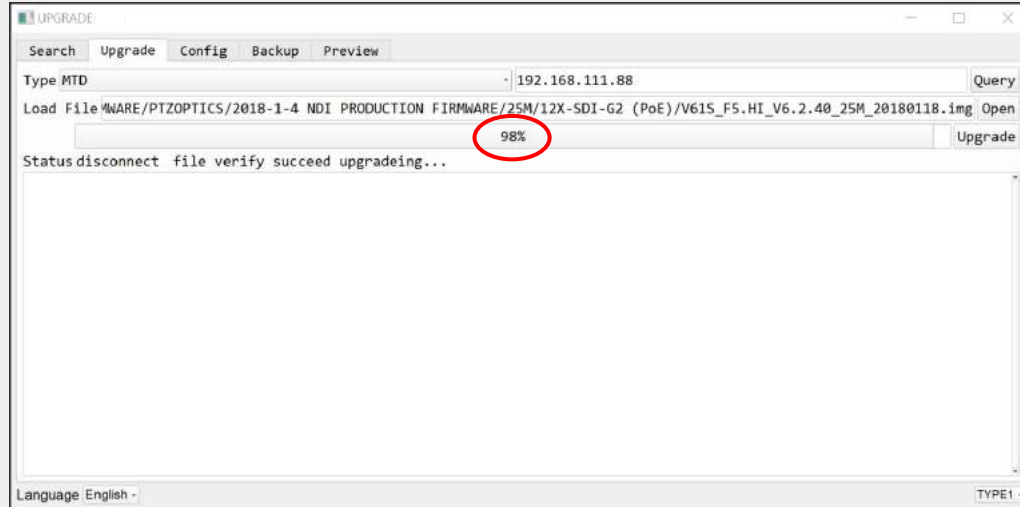 UPGRADE
Search Upgrade Config Backup Preview
Type MTD 192.168.111.88 Query
Load File MWARE/PTZOPTICS/2018-1-4 NDI PRODUCTION FIRMWARE/25M/12X-SDI-G2 (PoE)/V61S_F5.HI_V6.2.40_25M_20180118.img Open
98% Upgrade
Status disconnect file verify succeed upgradeing...
Language English TYPE1